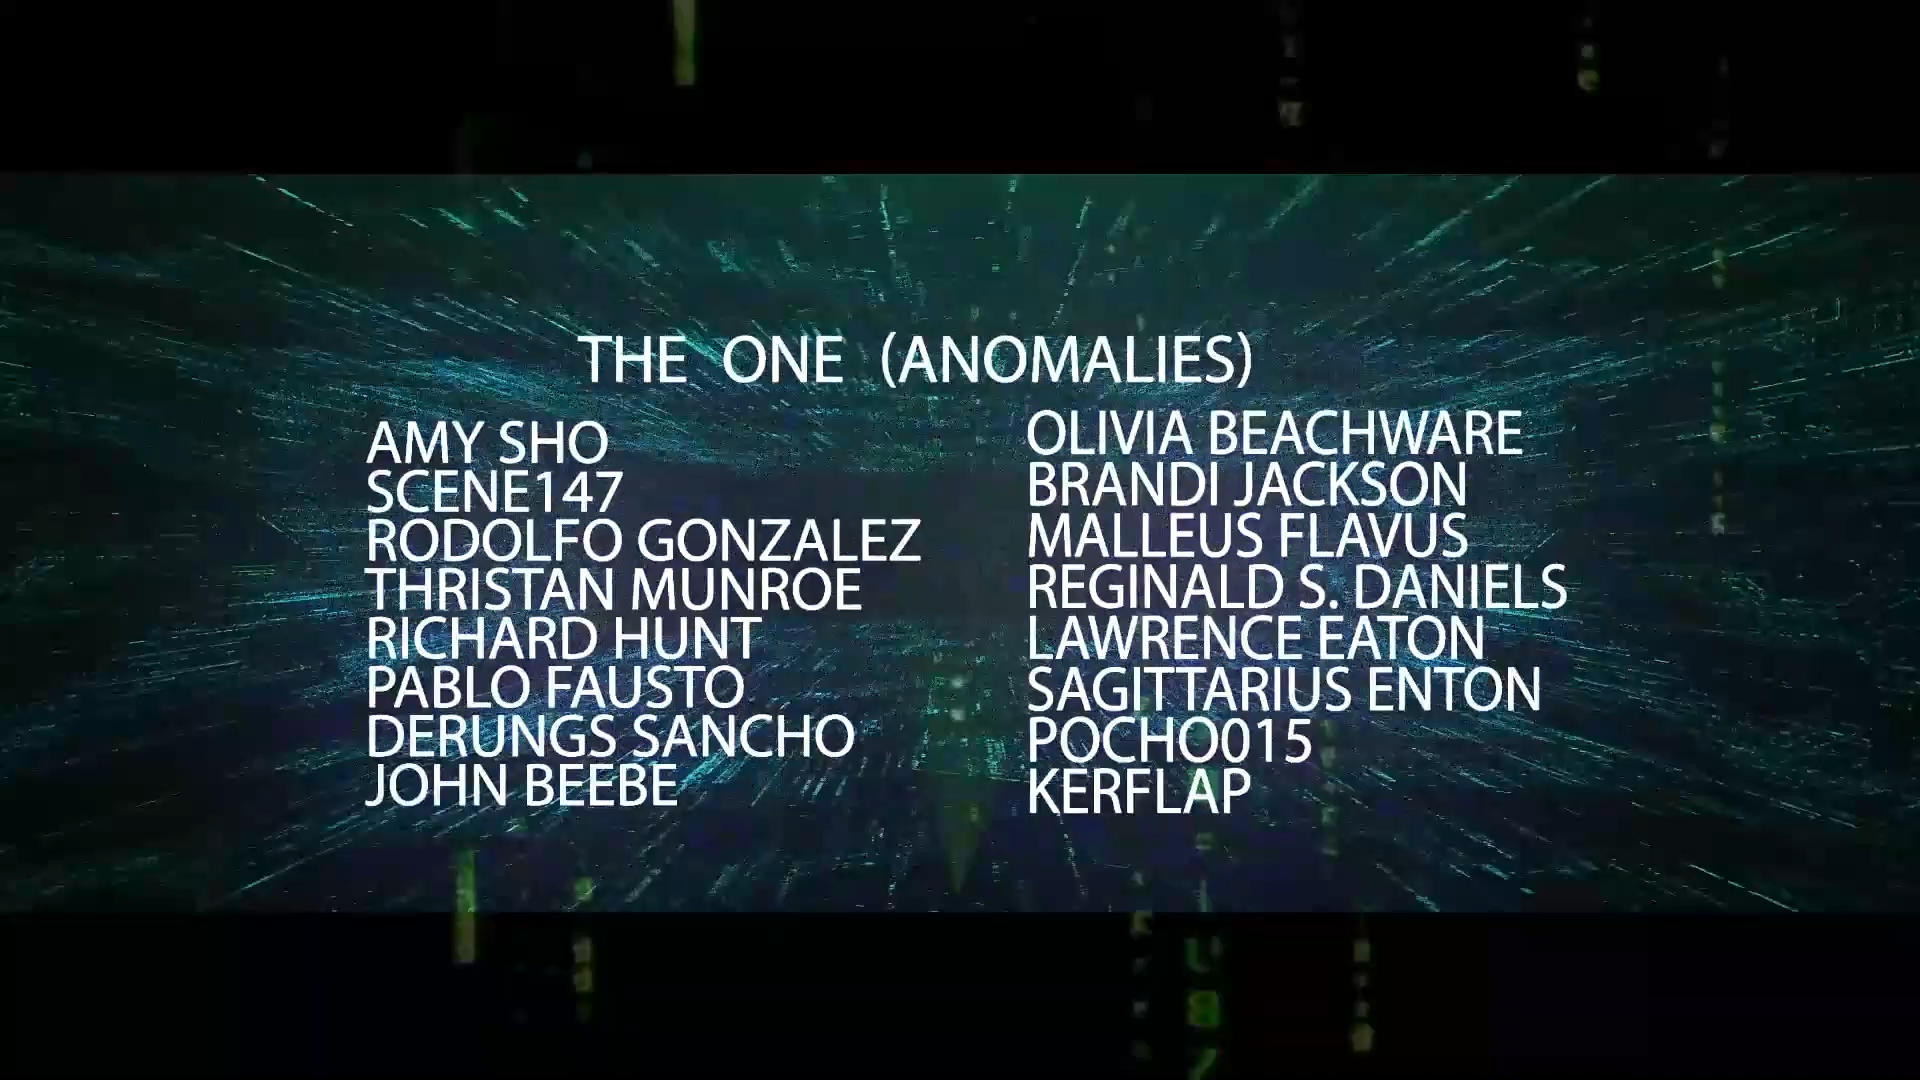 THE ONE (ANOMALIES)
AMY SHO
SCENE147
RODOLFO GONZALEZ
THRISTAN MUNROE
RICHARD HUNT
PABLO FAUSTO
DERUNGS SANCHO
JOHN BEEBE
OLIVIA BEACHWARE
BRANDI JACKSON
MALLEUS FLAVUS
REGINALD S. DANIELS
LAWRENCE EATON
SAGITTARIUS ENTON
POCHO015
KERFLAP